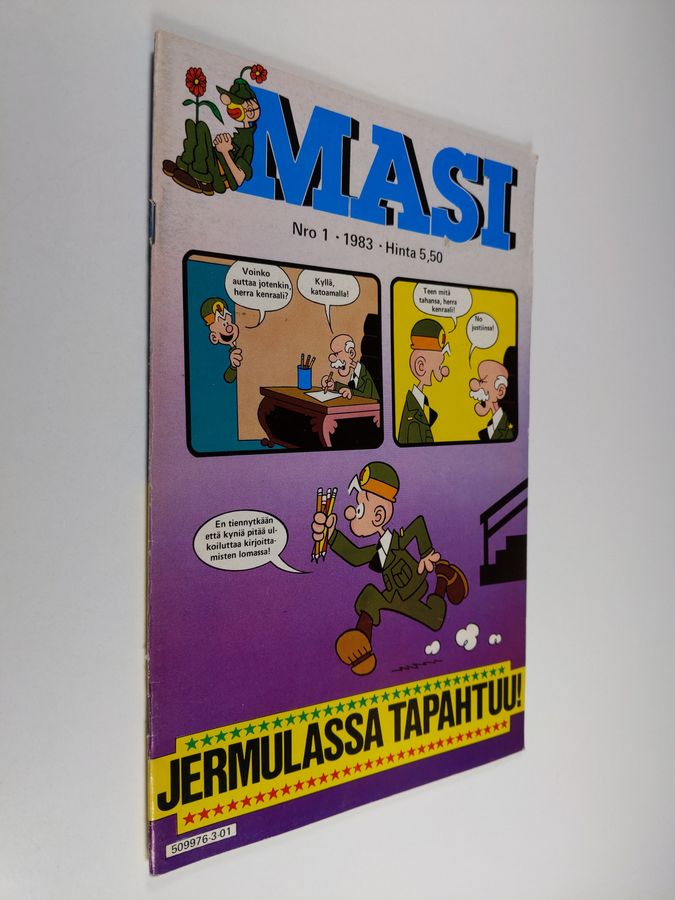 MASI
Nro 1 · 1983 · Hinta 5,50
Voinko
auttaa jotenkin,
herra kenraali?
Kyllä,
katoamalla!
Teen mitä
tahansa, herra
kenraali!
No
justiinsa!
En tiennytkään
että kyniä pitää ul-
koiluttaa kirjoitta-
misten lomassa!
JERMULASSA TAPAHTUU!
509976-3-01